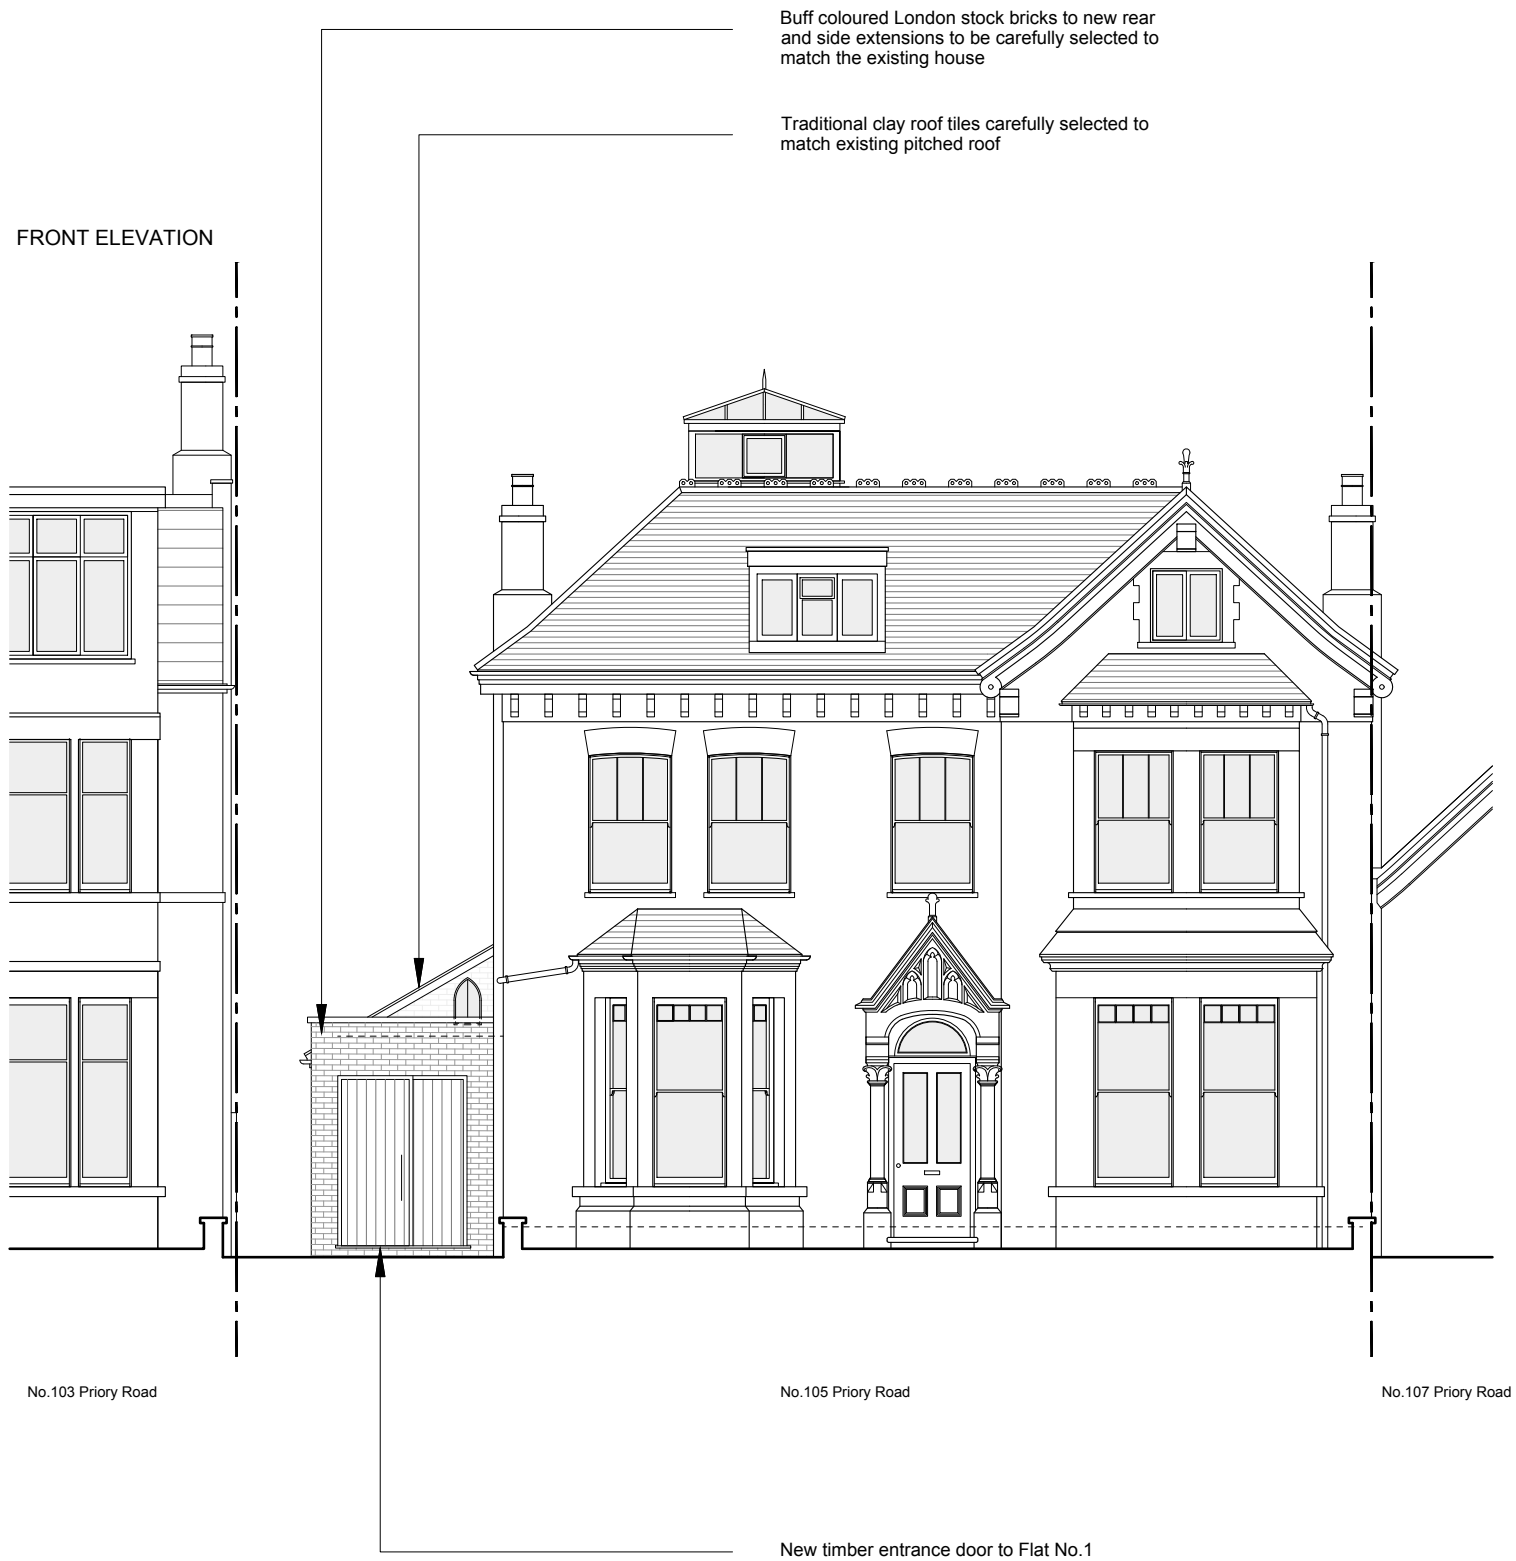 Buff coloured London stock bricks to new rear
and side extensions to be carefully selected to
match the existing house
Traditional clay roof tiles carefully selected to
match existing pitched roof
FRONT ELEVATION
No.103 Priory Road
No.105 Priory Road
No.107 Priory Road
New timber entrance door to Flat No.1